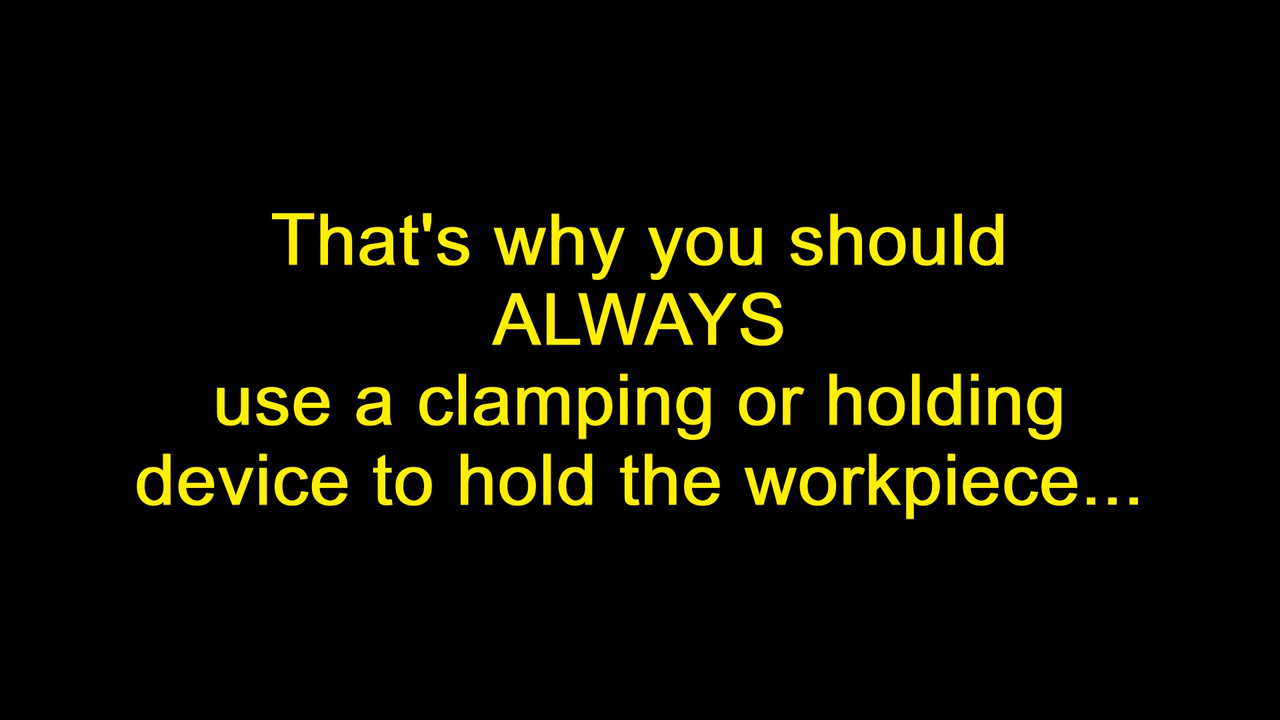 That's why you should
ALWAYS
use a clamping or holding
device to hold the workpiece...